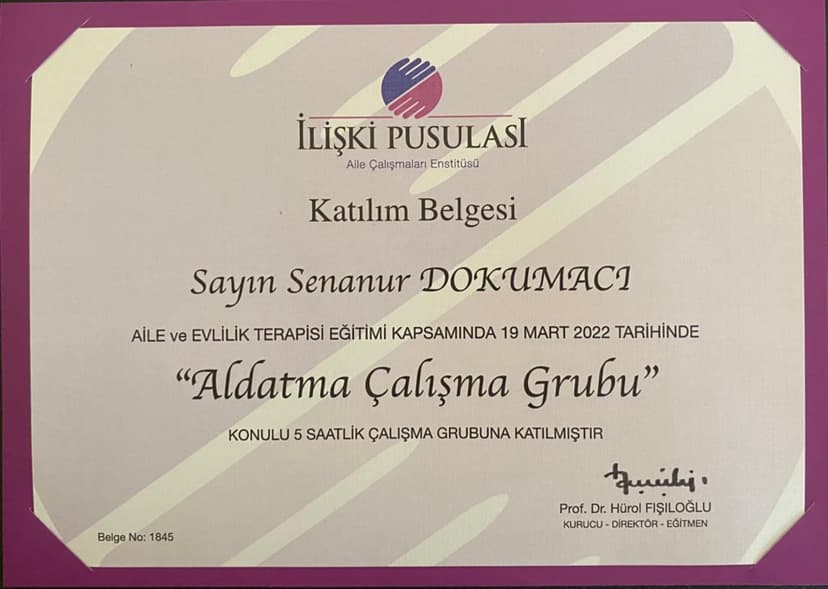 İLİŞKİ PUSULASI
Aile Çalışmaları Enstitüsü
Katılım Belgesi
Sayın Senanur DOKUMACI
AİLE ve EVLİLİK TERAPİSİ EĞİTİMİ KAPSAMINDA 19 MART 2022 TARİHİNDE
“Aldatma Çalışma Grubu”
KONULU 5 SAATLİK ÇALIŞMA GRUBUNA KATILMIŞTIR
Prof. Dr. Hürol FIŞILOĞLU
KURUCU - DİREKTÖR - EĞİTMEN
Belge No: 1845